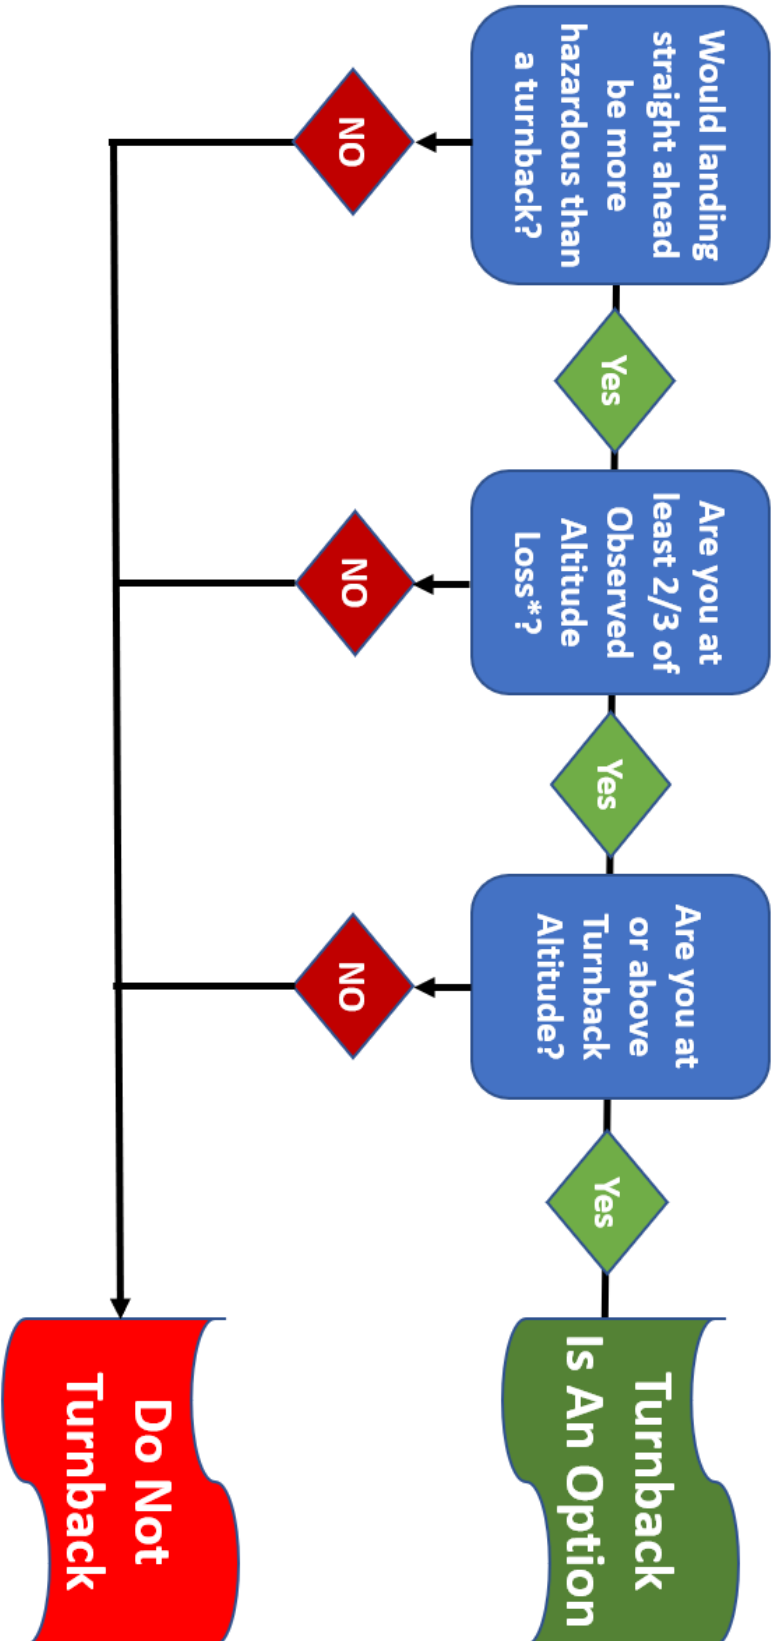 Would landing
straight ahead
be more
hazardous than
a turnback?
Yes
Are you at
least 2/3 of
Observed
Altitude
Loss*?
Yes
Are you at
or above
Turnback
Altitude?
Yes
Turnback
Is An Option
NO
NO
NO
Do Not
Turnback